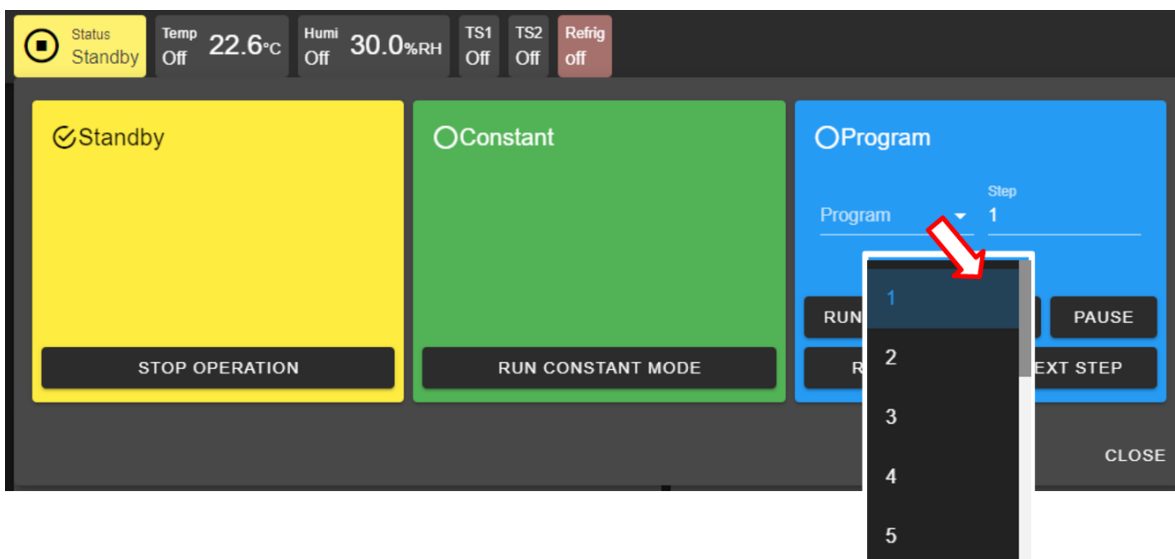 Status
Standby
Temp
Off
22.6°C
Humi
Off
30.0%RH
TS1
Off
TS2
Off
Refrig
off
Standby
STOP OPERATION
Constant
RUN CONSTANT MODE
Program
Program
Step
1
RUN
PAUSE
R
EXT STEP
1
2
3
4
5
CLOSE